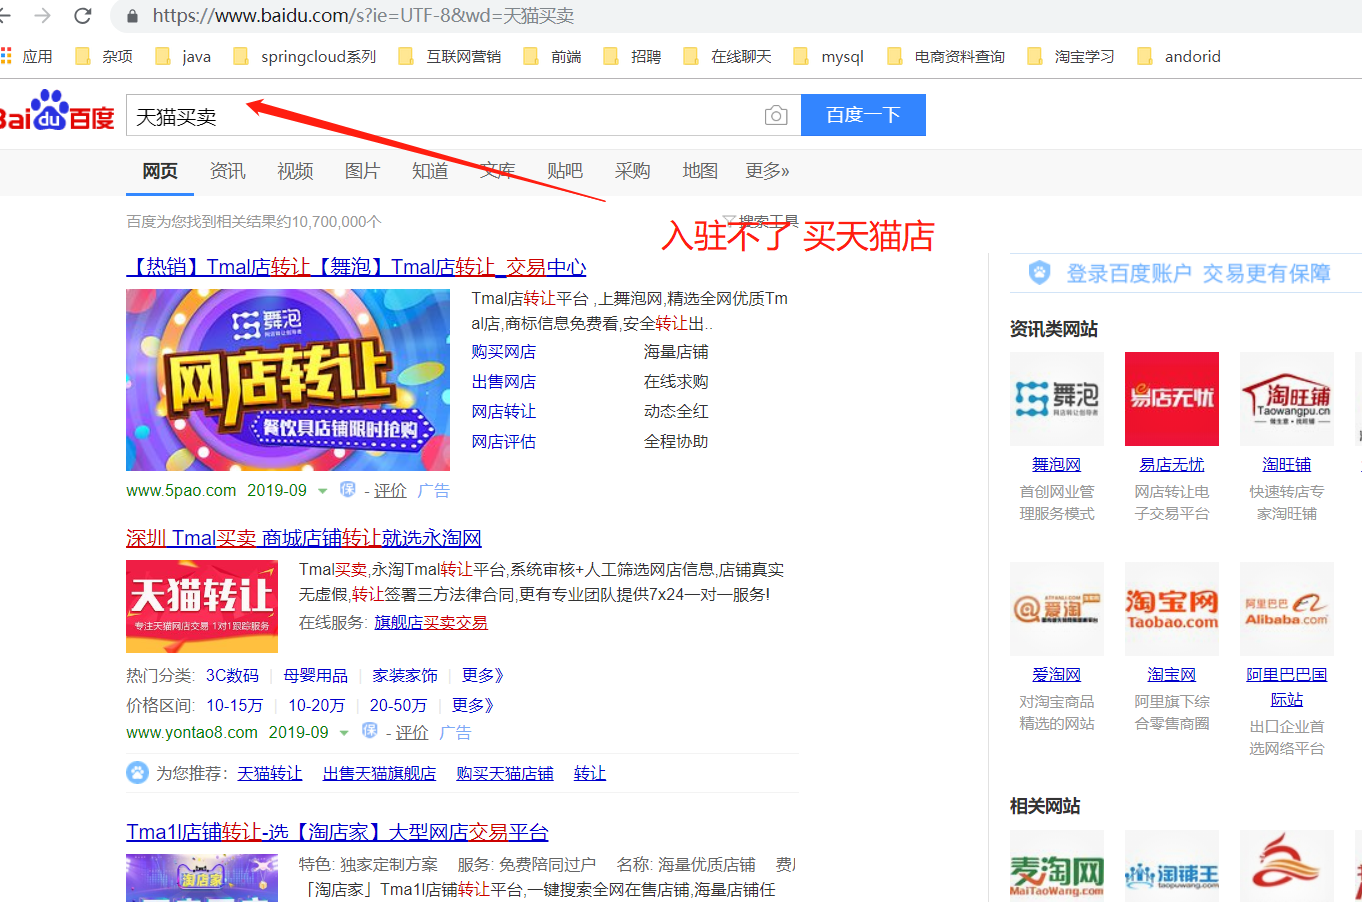 https://www.baidu.com/s?ie=UTF-8&wd=天猫买卖
应用 杂项 java springcloud系列 互联网营销 前端 招聘 在线聊天 mysql 电商资料查询 淘宝学习 andorid
Bai du 百度 天猫买卖 百度一下
网页 资讯 视频 图片 知道 文库 贴吧 采购 地图 更多»
百度为您找到相关结果约10,700,000个 搜索工具
入驻不了 买天猫店
【热销】Tmal店转让【舞泡】Tmal店转让_交易中心
舞泡
网店转让创导者
网店转让
餐饮具店铺限时抢购
Tmal店转让平台 ,上舞泡网,精选全网优质Tm
al店,商标信息免费看,安全转让出..
购买网店 海量店铺
出售网店 在线求购
网店转让 动态全红
网店评估 全程协助
www.5pao.com 2019-09 保 - 评价 广告
深圳 Tmal买卖 商城店铺转让就选永淘网
天猫转让
专注天猫网店交易 1对1跟踪服务
Tmal买卖,永淘Tmal转让平台,系统审核+人工筛选网店信息,店铺真实
无虚假,转让签署三方法律合同,更有专业团队提供7x24一对一服务!
在线服务: 旗舰店买卖交易
热门分类: 3C数码 | 母婴用品 | 家装家饰 | 更多》
价格区间: 10-15万 | 10-20万 | 20-50万 | 更多》
www.yontao8.com 2019-09 保 - 评价 广告
为您推荐: 天猫转让 出售天猫旗舰店 购买天猫店铺 转让
Tma1l店铺转让-选【淘店家】大型网店交易平台
淘店家
特色: 独家定制方案 服务: 免费陪同过户 名称: 海量优质店铺
「淘店家」Tma1l店铺转让平台,一键搜索全网在售店铺,海量店铺任
登录百度账户 交易更有保障
资讯类网站
舞泡
网店转让创导者
易店无忧
淘旺铺
Taowangpu.cn
舞泡网 易店无忧 淘旺铺
首创网业管 网店转让电 快速转店专
理服务模式 子交易平台 家淘旺铺
爱淘
淘宝网
Taobao.com
阿里巴巴
Alibaba.com
爱淘网 淘宝网 阿里巴巴国
际站
对淘宝商品 阿里旗下综 出口企业首
精选的网站 合零售商圈 选网络平台
相关网站
麦淘网
MaiTaoWang.com
淘铺王
taopuwang.com